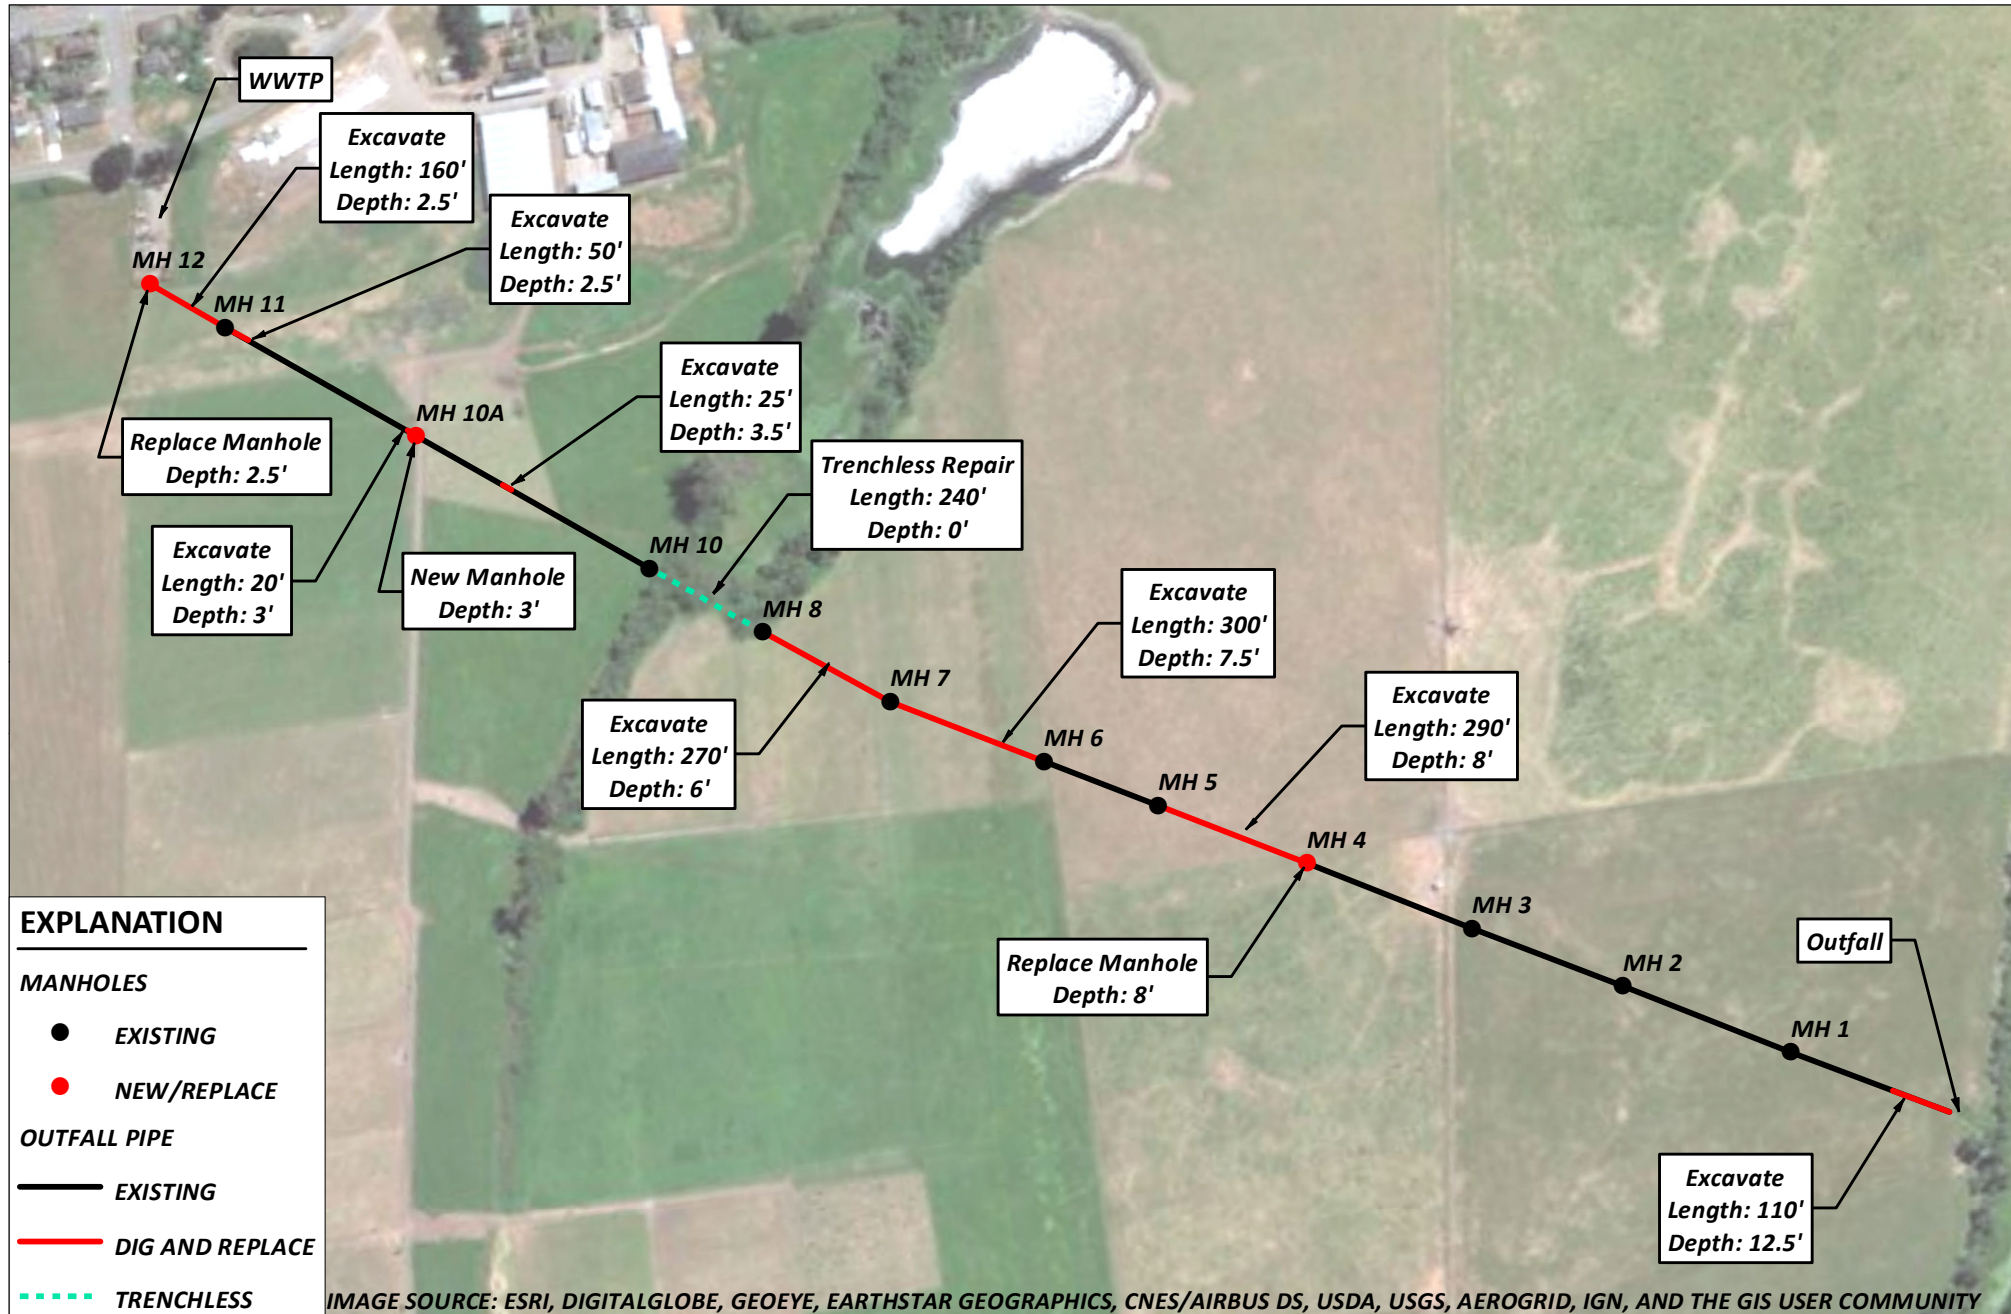 WWTP
Excavate
Length: 160'
Depth: 2.5'
Excavate
Length: 50'
Depth: 2.5'
MH 12
MH 11
Excavate
Length: 25'
Depth: 3.5'
MH 10A
Replace Manhole
Depth: 2.5'
Trenchless Repair
Length: 240'
Depth: 0'
Excavate
Length: 20'
Depth: 3'
New Manhole
Depth: 3'
MH 10
MH 8
Excavate
Length: 300'
Depth: 7.5'
MH 7
Excavate
Length: 270'
Depth: 6'
Excavate
Length: 290'
Depth: 8'
MH 6
MH 5
MH 4
MH 3
Replace Manhole
Depth: 8'
MH 2
Outfall
MH 1
Excavate
Length: 110'
Depth: 12.5'
EXPLANATION
MANHOLES
EXISTING
NEW/REPLACE
OUTFALL PIPE
EXISTING
DIG AND REPLACE
TRENCHLESS
IMAGE SOURCE: ESRI, DIGITALGLOBE, GEOEYE, EARTHSTAR GEOGRAPHICS, CNES/AIRBUS DS, USDA, USGS, AEROGRID, IGN, AND THE GIS USER COMMUNITY